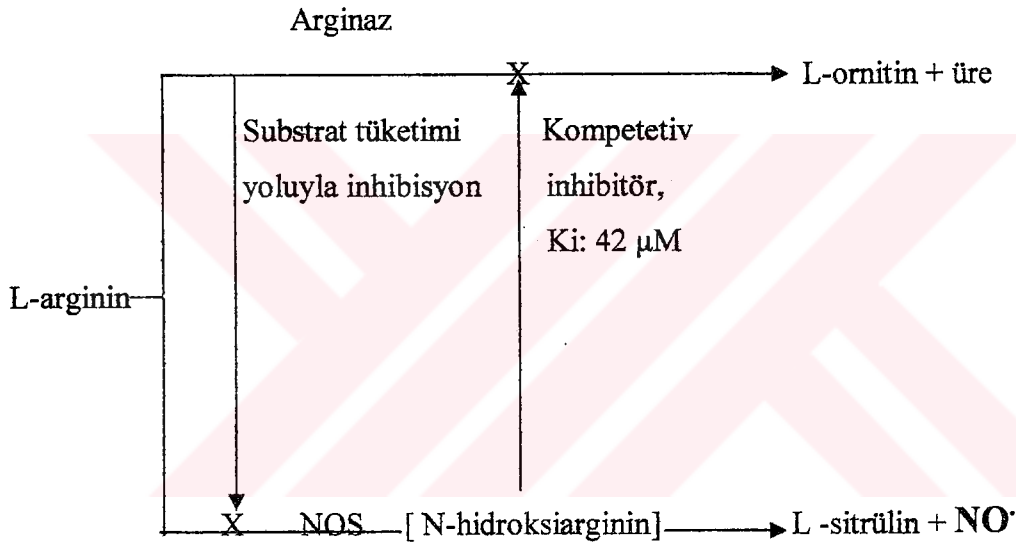 Arginaz
X
L-ornitin + üre
Substrat tüketimi
yoluyla inhibisyon
Kompetetiv
inhibitör,
Ki: 42 µM
L-arginin
X NOS [ N-hidroksiarginin] L -sitrülin + NO·